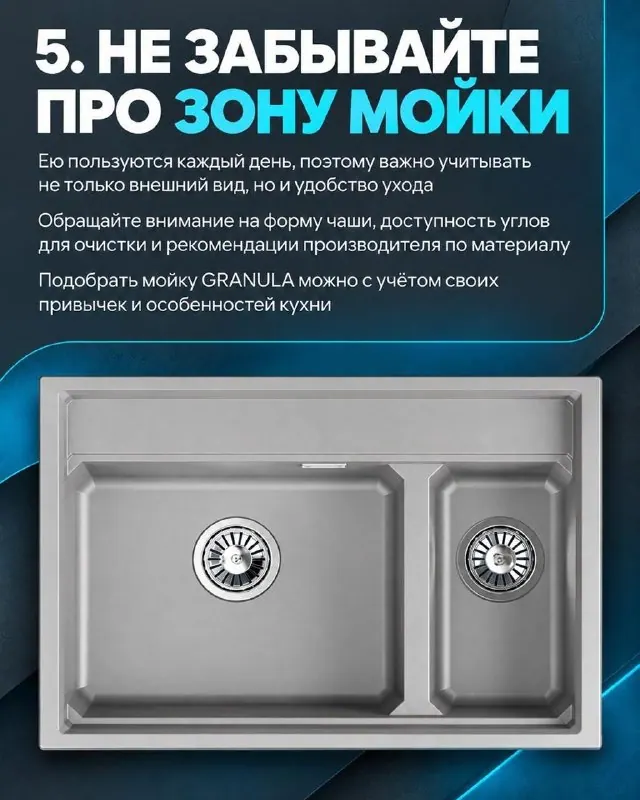 5. НЕ ЗАБЫВАЙТЕ
ПРО ЗОНУ МОЙКИ
Ею пользуются каждый день, поэтому важно учитывать
не только внешний вид, но и удобство ухода
Обращайте внимание на форму чаши, доступность углов
для очистки и рекомендации производителя по материалу
Подобрать мойку GRANULA можно с учётом своих
привычек и особенностей кухни